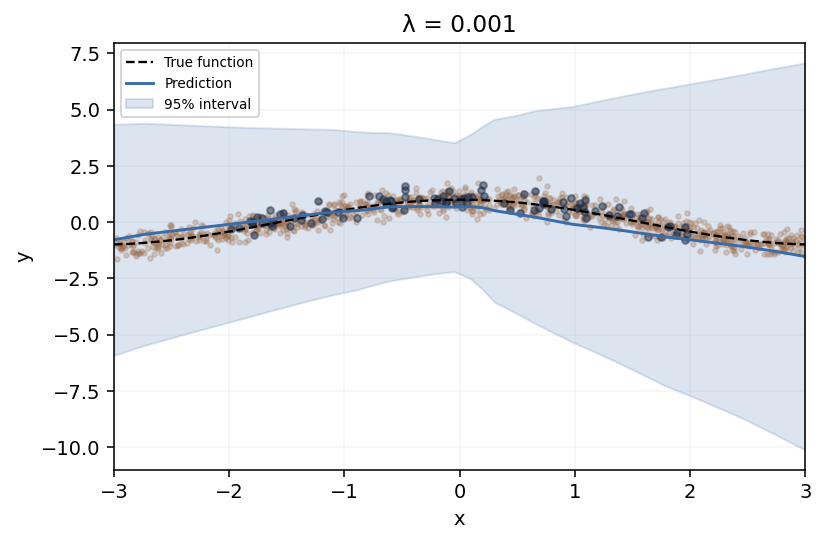 λ = 0.001
True function
Prediction
95% interval
7.5
5.0
2.5
0.0
−2.5
−5.0
−7.5
−10.0
y
−3 −2 −1 0 1 2 3
x